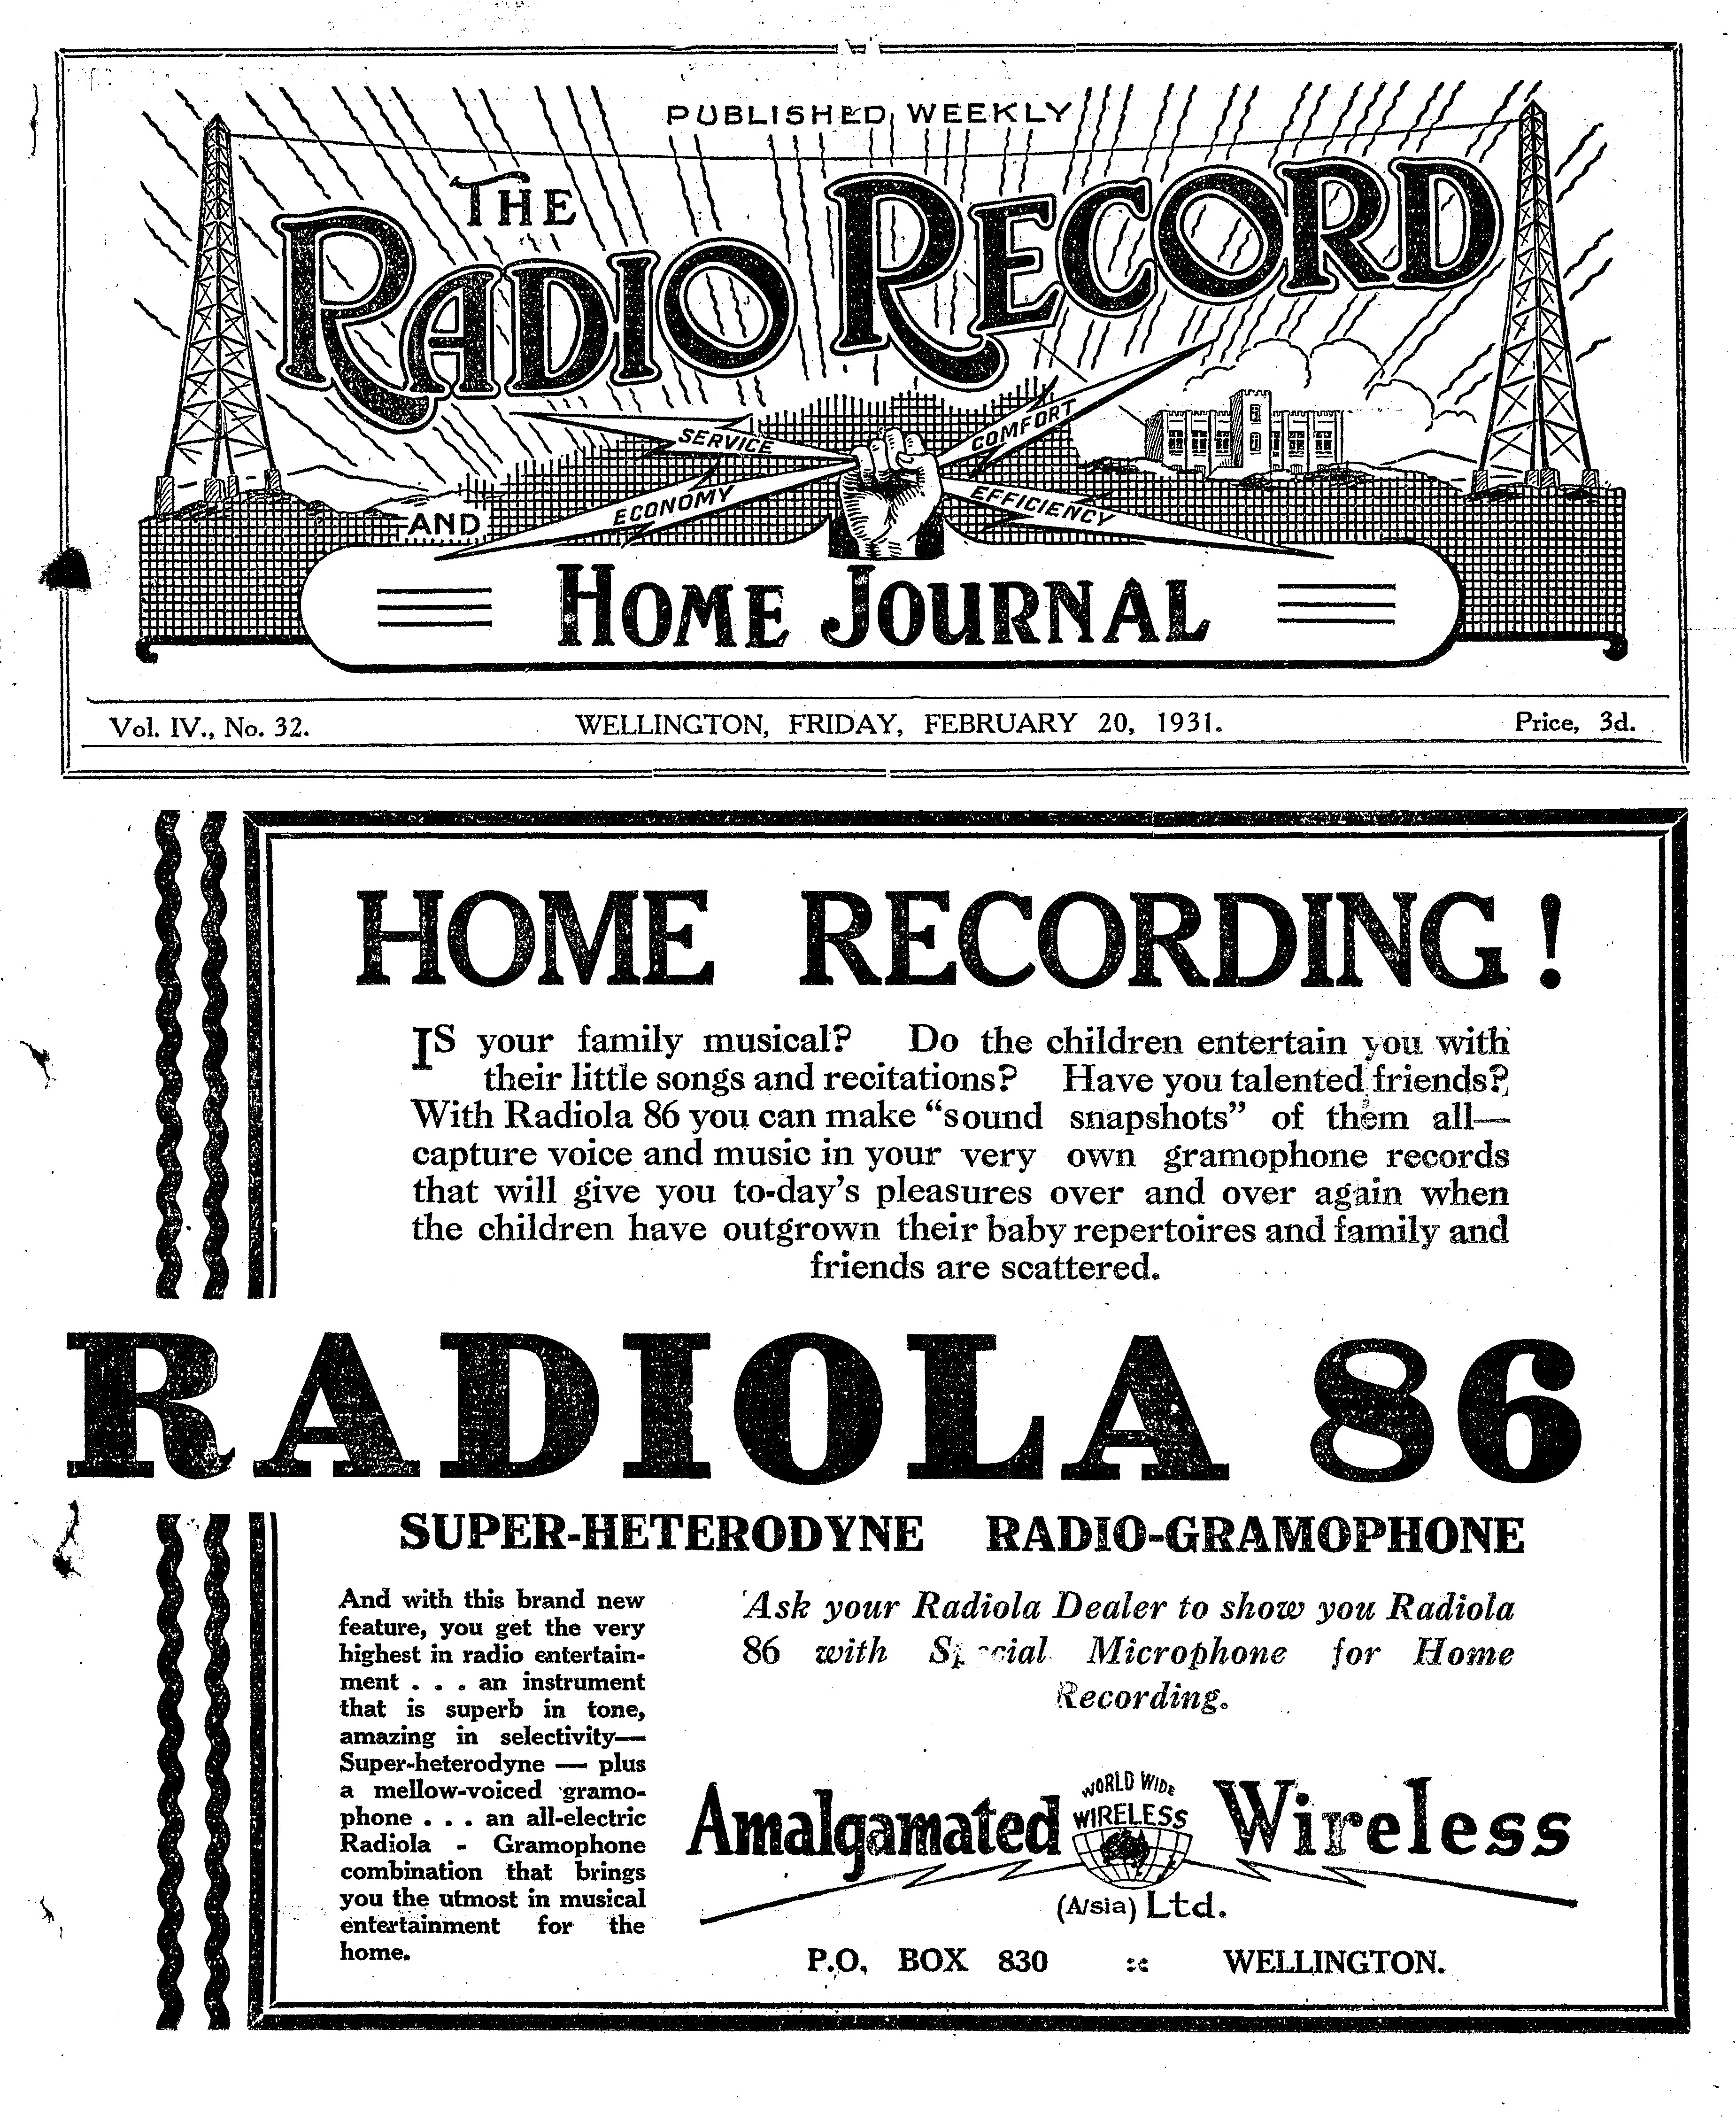 PUBLISHED WEEKLY
THE
RADIO RECORD
SERVICE
COMFORT
ECONOMY
EFFICIENCY
AND
HOME JOURNAL
Vol. IV., No. 32. WELLINGTON, FRIDAY, FEBRUARY 20, 1931. Price, 3d.
HOME RECORDING!
IS your family musical? Do the children entertain you with
their little songs and recitations? Have you talented friends?
With Radiola 86 you can make “sound snapshots” of them all—
capture voice and music in your very own gramophone records
that will give you to-day’s pleasures over and over again when
the children have outgrown their baby repertoires and family and
friends are scattered.
RADIOLA 86
SUPER-HETERODYNE RADIO-GRAMOPHONE
And with this brand new
feature, you get the very
highest in radio entertain-
ment . . . an instrument
that is superb in tone,
amazing in selectivity—
Super-heterodyne — plus
a mellow-voiced gramo-
phone . . . an all-electric
Radiola - Gramophone
combination that brings
you the utmost in musical
entertainment for the
home.
Ask your Radiola Dealer to show you Radiola
86 with Special Microphone for Home
Recording.
Amalgamated Wireless
WORLD WIDE
WIRELESS
(A/sia) Ltd.
P.O. BOX 830 :: WELLINGTON.